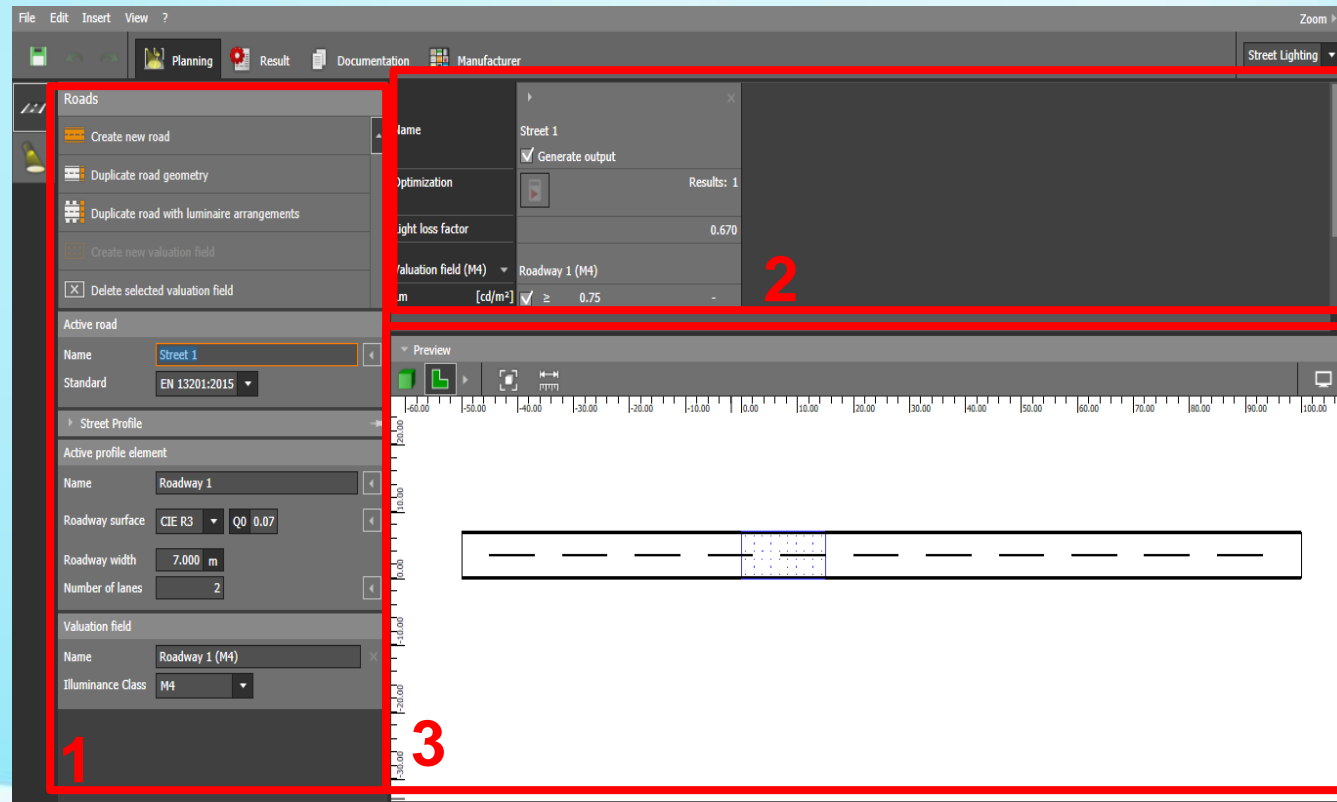 File Edit Insert View ?
Zoom
Planning Result Documentation Manufacturer
Street Lighting
Roads
Create new road
Duplicate road geometry
Duplicate road with luminaire arrangements
Create new valuation field
X Delete selected valuation field
Active road
Name Street 1
Standard EN 13201:2015
Street Profile
Active profile element
Name Roadway 1
Roadway surface CIE R3 Q0 0.07
Roadway width 7.000 m
Number of lanes 2
Valuation field
Name Roadway 1 (M4)
Illuminance Class M4
1
Name Street 1
Generate output
Optimization Results: 1
Light loss factor 0.670
Valuation field (M4) Roadway 1 (M4)
Lm [cd/m²] ≥ 0.75 -
2
Preview
-60.00 -50.00 -40.00 -30.00 -20.00 -10.00 0.00 10.00 20.00 30.00 40.00 50.00 60.00 70.00 80.00 90.00 100.00
20.00
10.00
0.00
-10.00
-20.00
-30.00
3